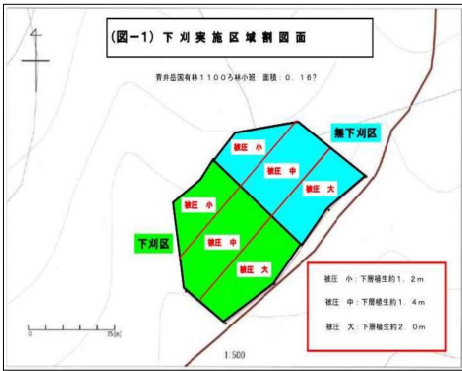 (図-1) 下刈実施区域割図面
青井岳国有林1100ろ林小班 面積:0.16?
無下刈区
被圧 小
被圧 中
被圧 大
被圧 小
下刈区
被圧 中
被圧 大
被圧 小:下層植生約1.2m
被圧 中:下層植生約1.4m
被圧 大:下層植生約2.0m
0 25(m)
1:500